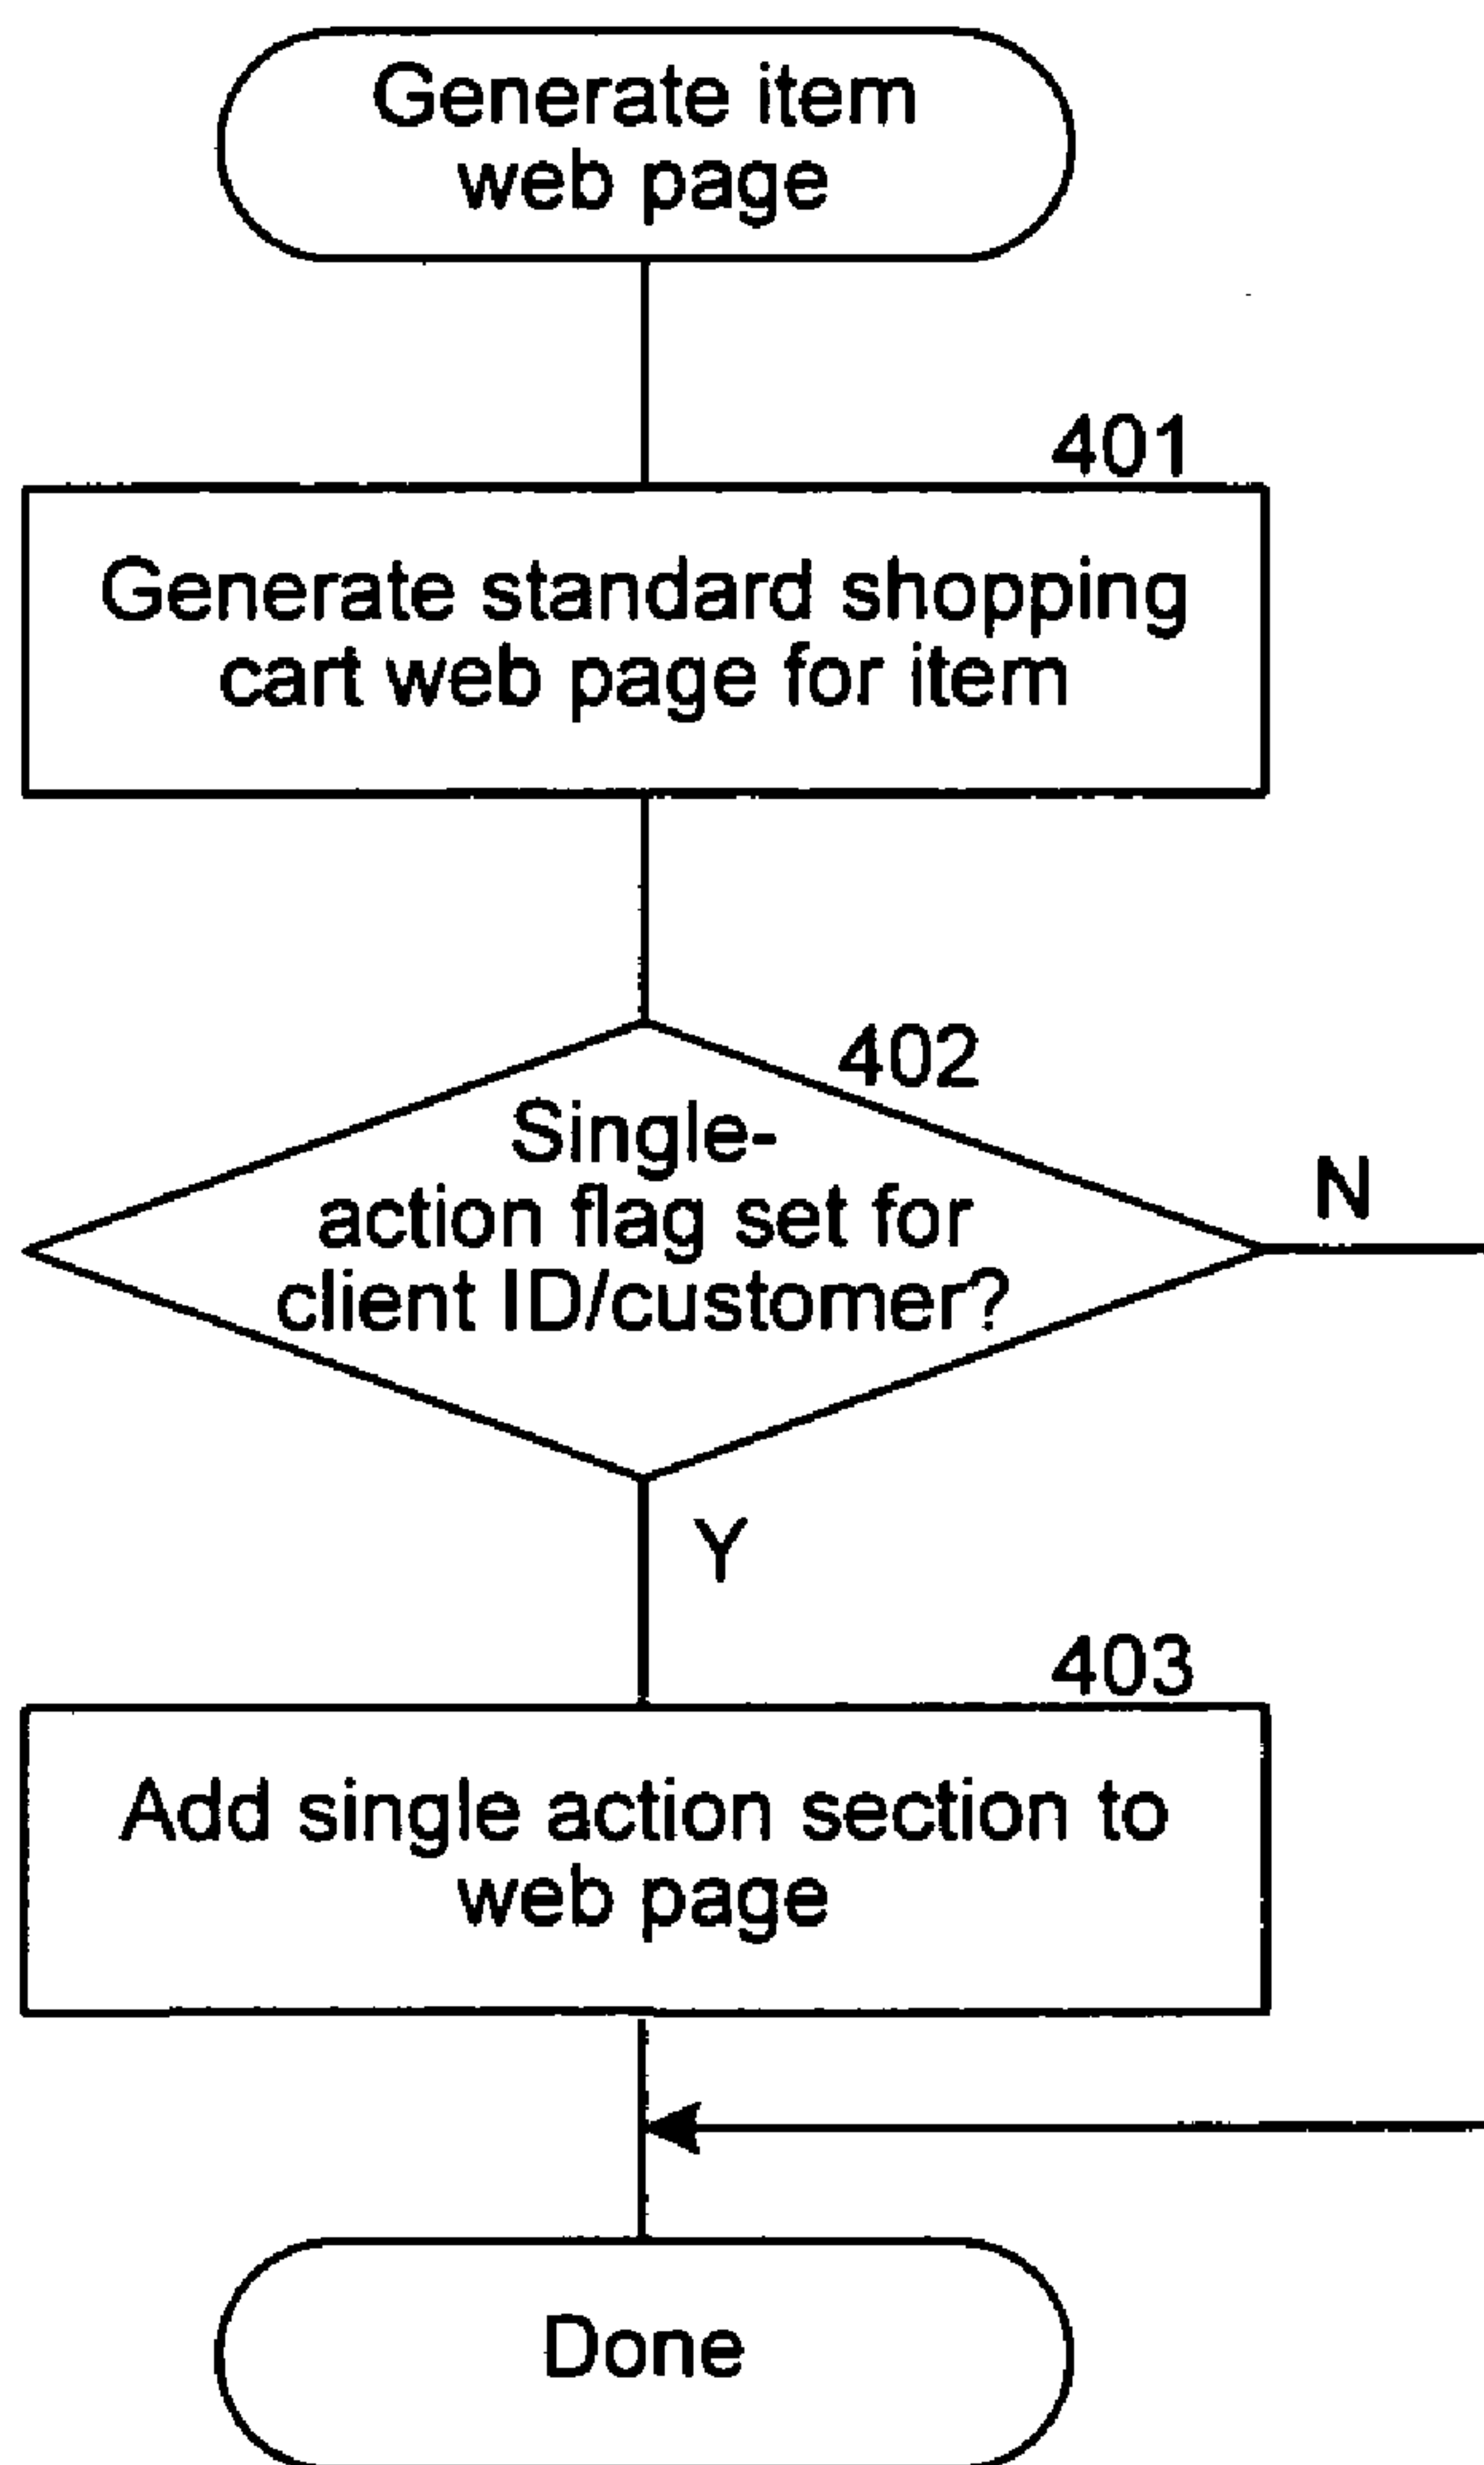 Generate item
web page
401
Generate standard shopping
cart web page for item
402
Single-
action flag set for
client ID/customer?
N
Y
403
Add single action section to
web page
Done